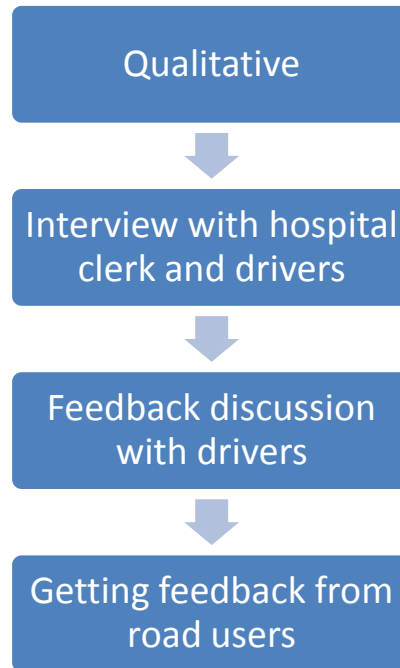 Qualitative
Interview with hospital
clerk and drivers
Feedback discussion
with drivers
Getting feedback from
road users